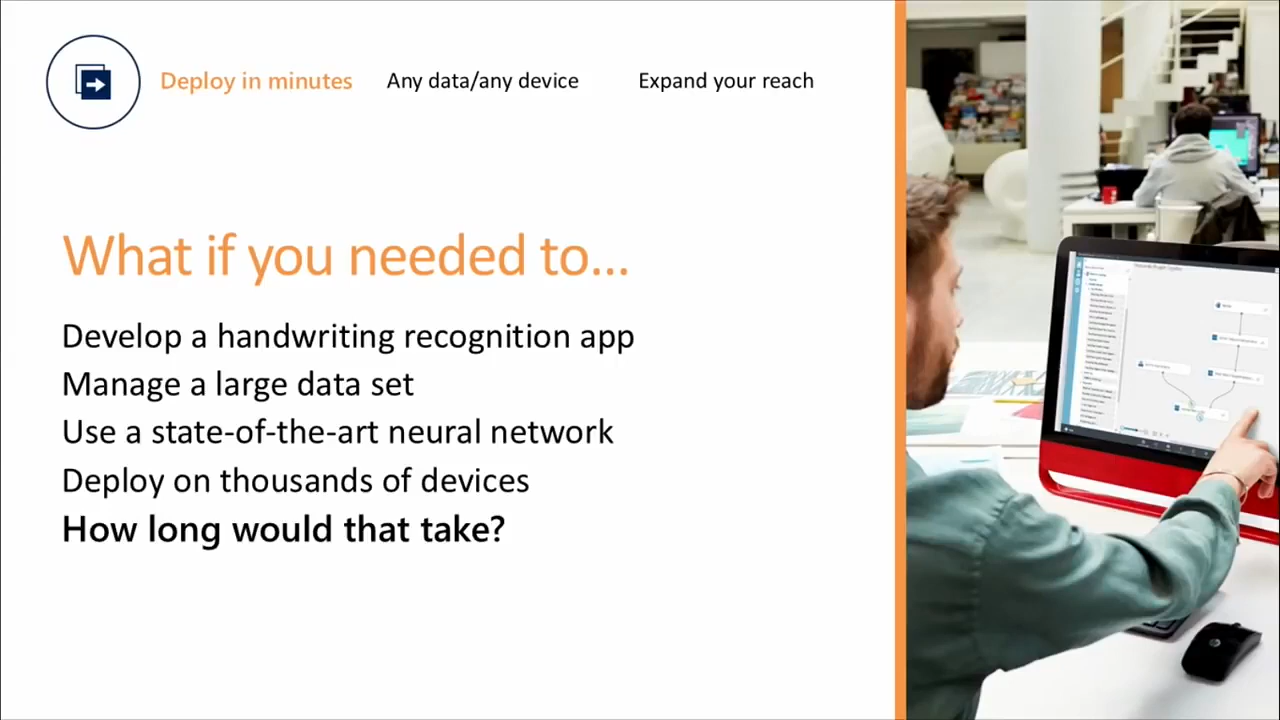 Deploy in minutes
Any data/any device
Expand your reach
What if you needed to...
Develop a handwriting recognition app
Manage a large data set
Use a state-of-the-art neural network
Deploy on thousands of devices
How long would that take?